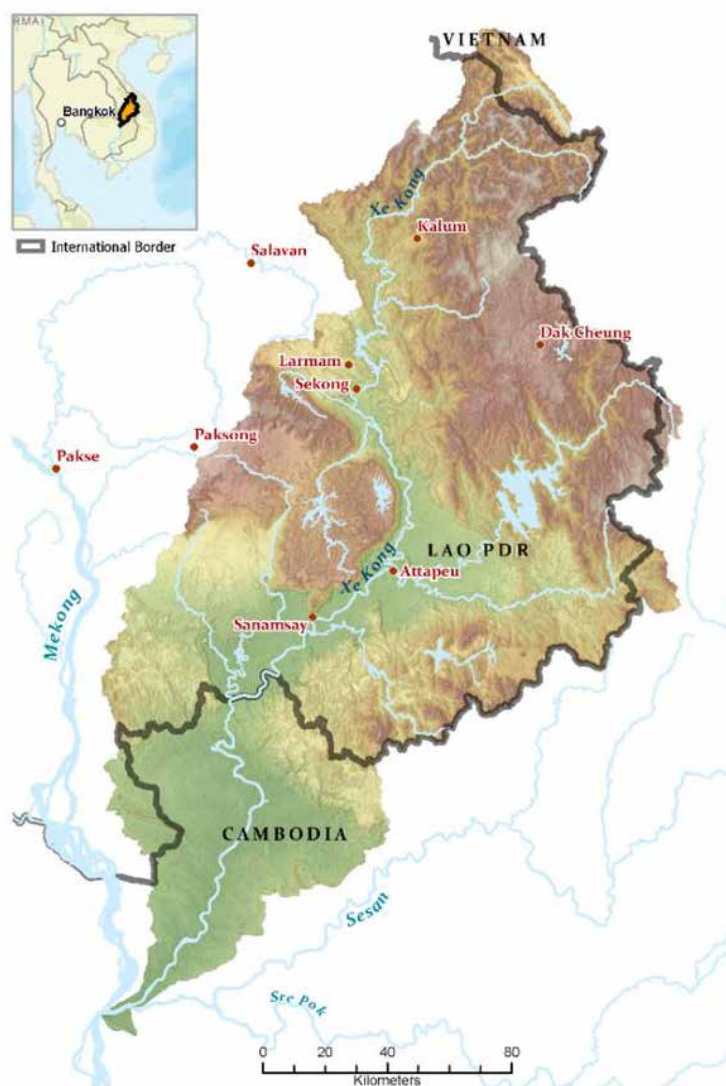 RMA
Bangkok
International Border
VIETNAM
Xe Kong
Kalum
Salavan
Dak Cheung
Larmam
Sekong
Paksong
Pakse
LAO PDR
Xe Kong
Attapeu
Sanamsay
Mekong
CAMBODIA
Sesan
Sre Pok
0 20 40 80
Kilometers